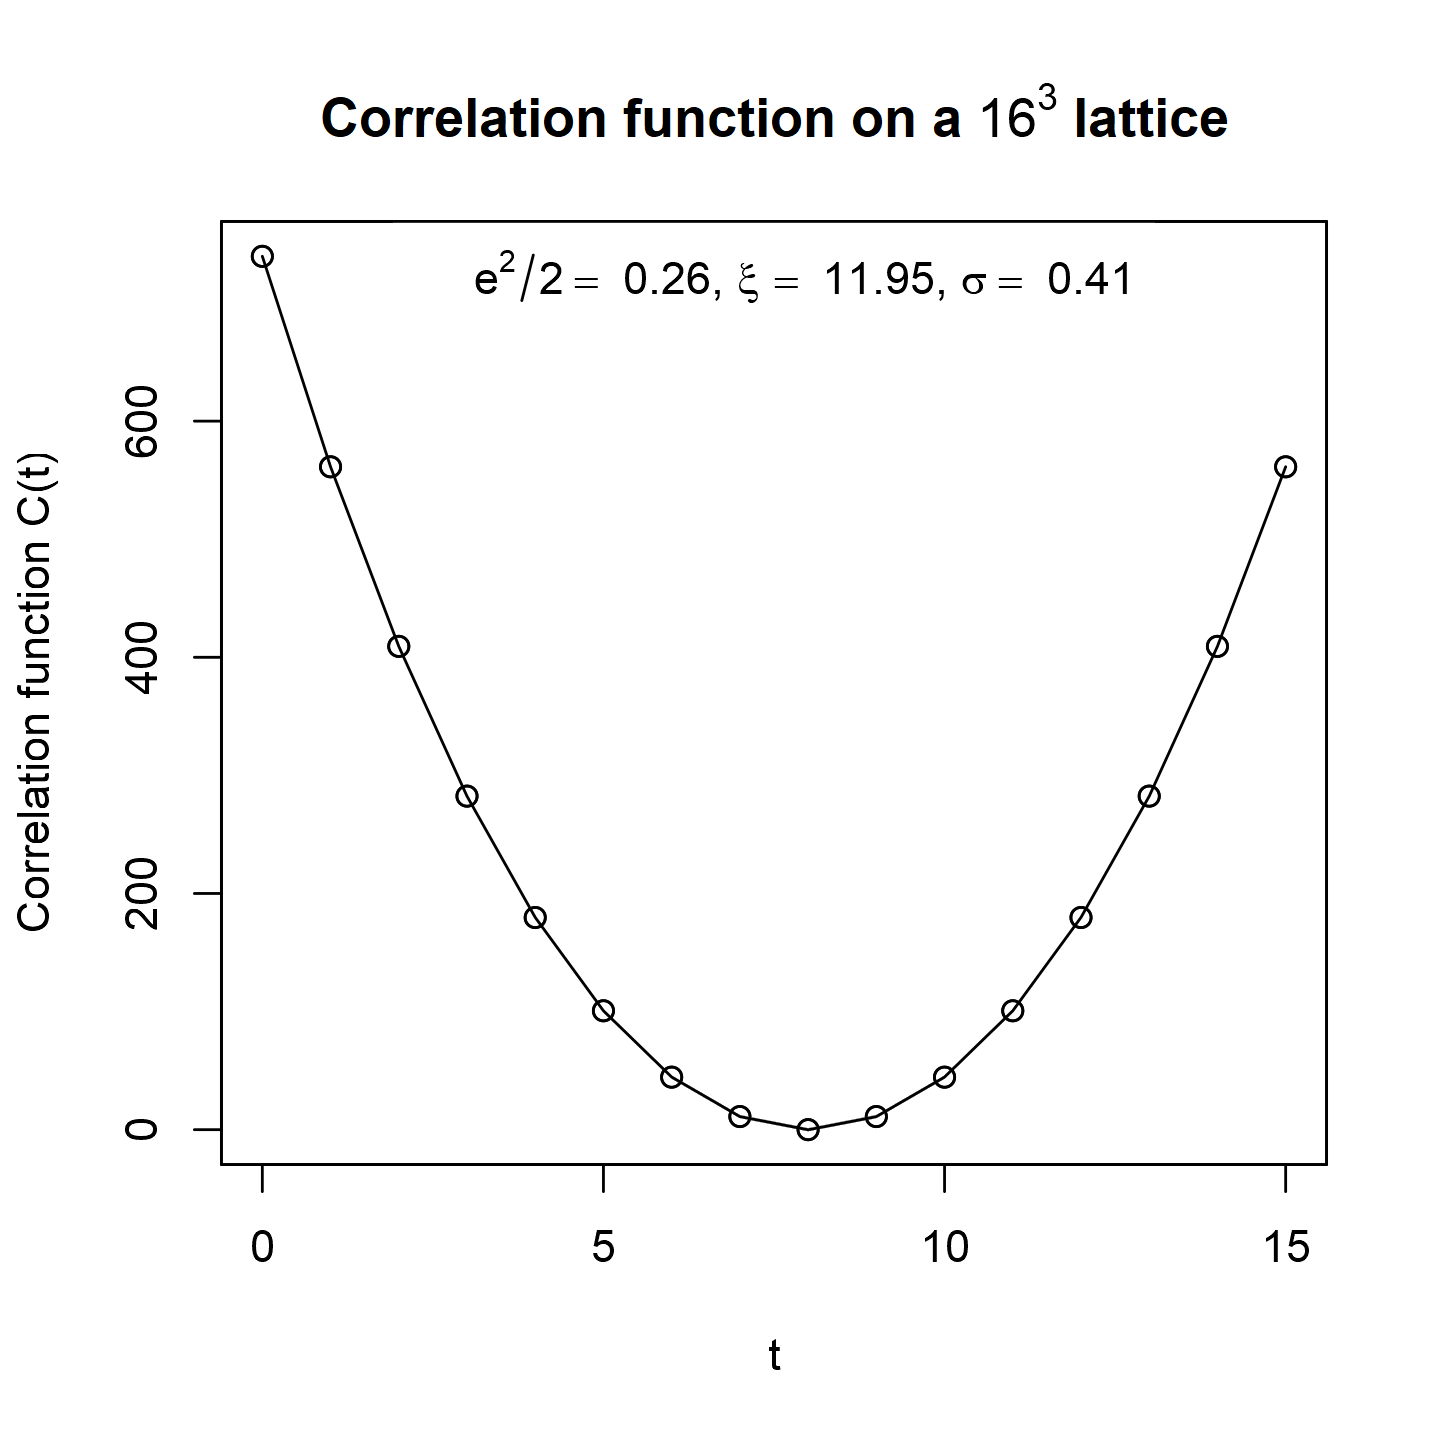 Correlation function on a 16³ lattice
e²/2 = 0.26, ξ = 11.95, σ = 0.41
Correlation function C(t)
600
400
200
0
0 5 10 15
t